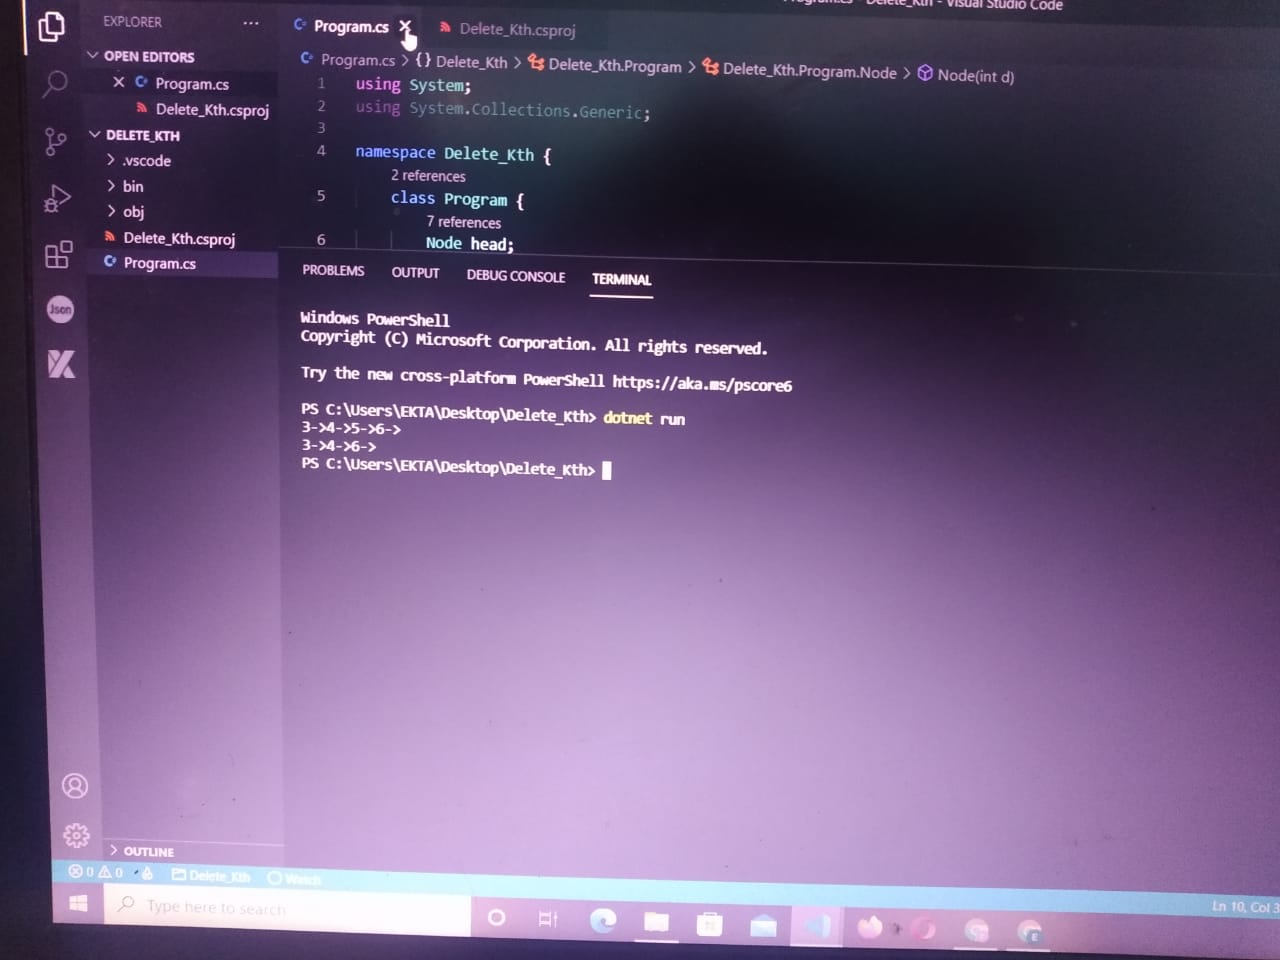 Program.cs - Delete_Kth - Visual Studio Code
EXPLORER
Program.cs
Delete_Kth.csproj
OPEN EDITORS
Program.cs
Delete_Kth.csproj
DELETE_KTH
.vscode
bin
obj
Delete_Kth.csproj
Program.cs
Program.cs > {} Delete_Kth > Delete_Kth.Program > Delete_Kth.Program.Node > Node(int d)
1 using System;
2 using System.Collections.Generic;
3
4 namespace Delete_Kth {
2 references
5 class Program {
7 references
6 Node head;
PROBLEMS OUTPUT DEBUG CONSOLE TERMINAL
Windows PowerShell
Copyright (C) Microsoft Corporation. All rights reserved.
Try the new cross-platform PowerShell https://aka.ms/pscore6
PS C:\Users\EKTA\Desktop\Delete_Kth> dotnet run
3->4->5->6->
3->4->6->
PS C:\Users\EKTA\Desktop\Delete_Kth>
Json
OUTLINE
0 0 Delete_Kth Watch
Ln 10, Col 3
Type here to search